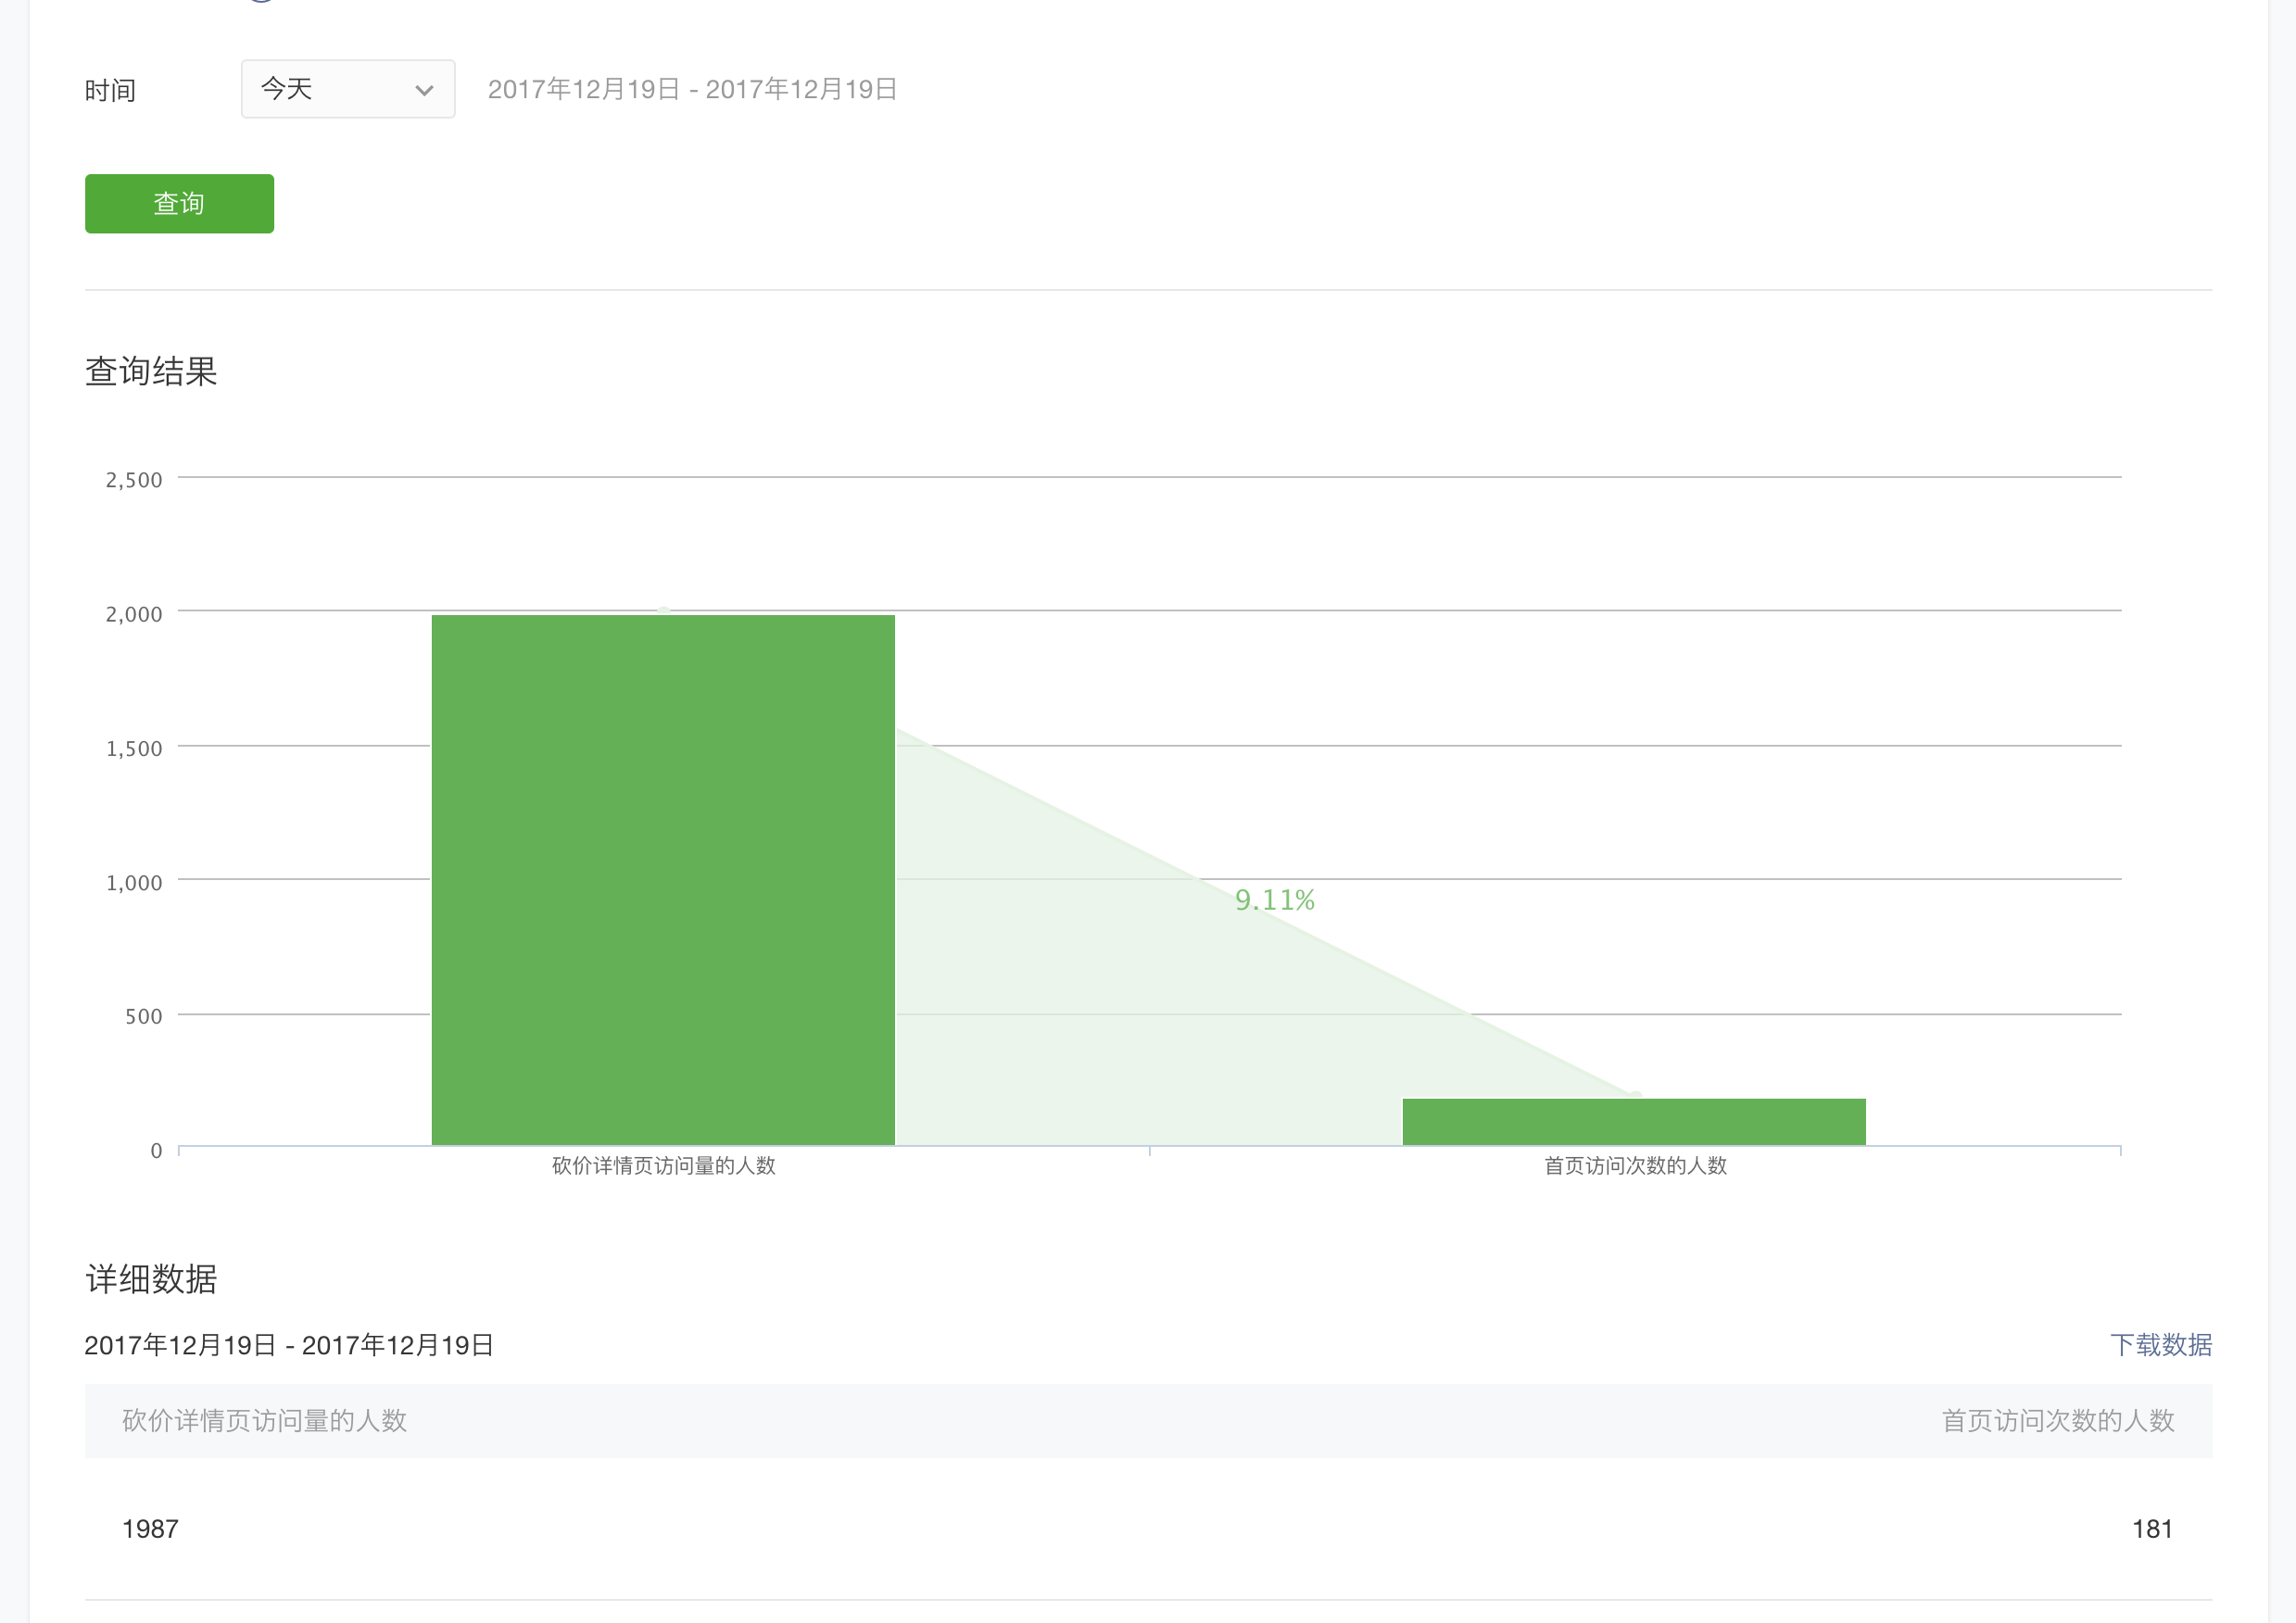 时间 今天 2017年12月19日 - 2017年12月19日
查询
查询结果
2,500
2,000
1,500
1,000
9.11%
500
0
砍价详情页访问量的人数 首页访问次数的人数
详细数据
2017年12月19日 - 2017年12月19日 下载数据
砍价详情页访问量的人数 首页访问次数的人数
1987 181